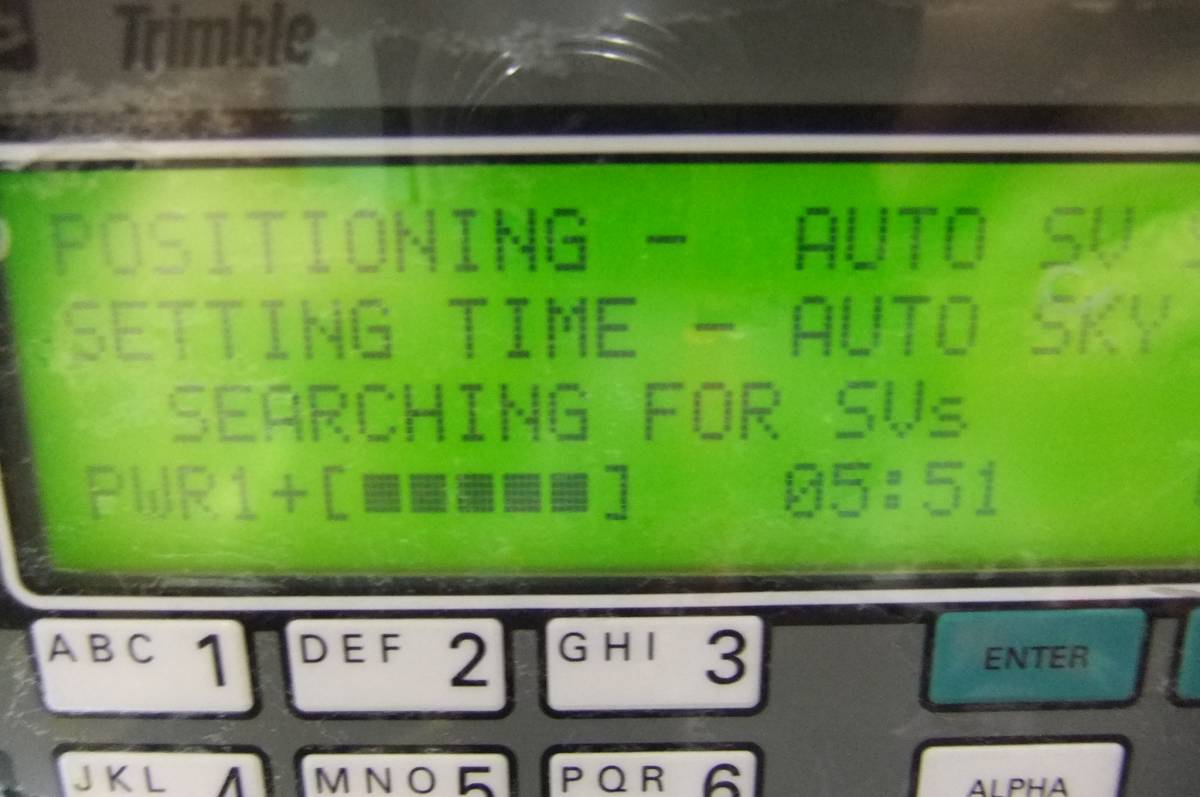 Trimble
POSITIONING - AUTO SV
SETTING TIME - AUTO SKY
SEARCHING FOR SVs
PWR1+[■■■■■] 05:51
ABC 1 DEF 2 GHI 3 ENTER
JKL 4 MNO 5 PQR 6 ALPHA